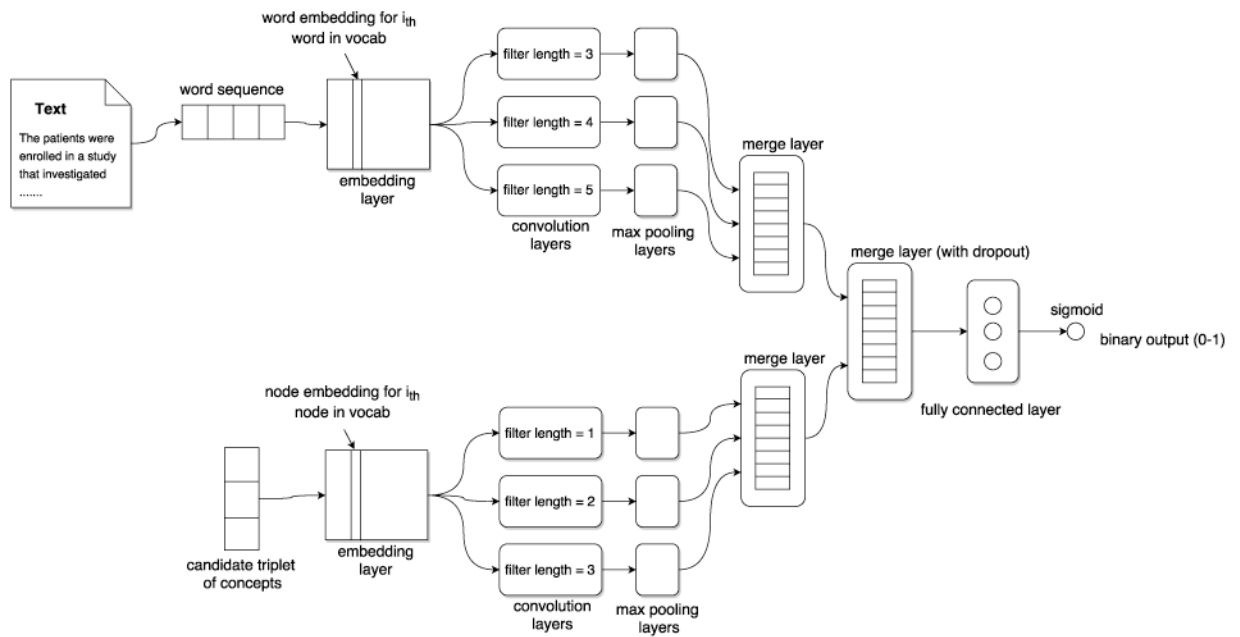 word embedding for ith
word in vocab
Text
The patients were
enrolled in a study
that investigated
.......
word sequence
embedding
layer
filter length = 3
filter length = 4
filter length = 5
convolution
layers
max pooling
layers
merge layer
merge layer (with dropout)
sigmoid
binary output (0-1)
fully connected layer
node embedding for ith
node in vocab
candidate triplet
of concepts
embedding
layer
filter length = 1
filter length = 2
filter length = 3
convolution
layers
max pooling
layers
merge layer